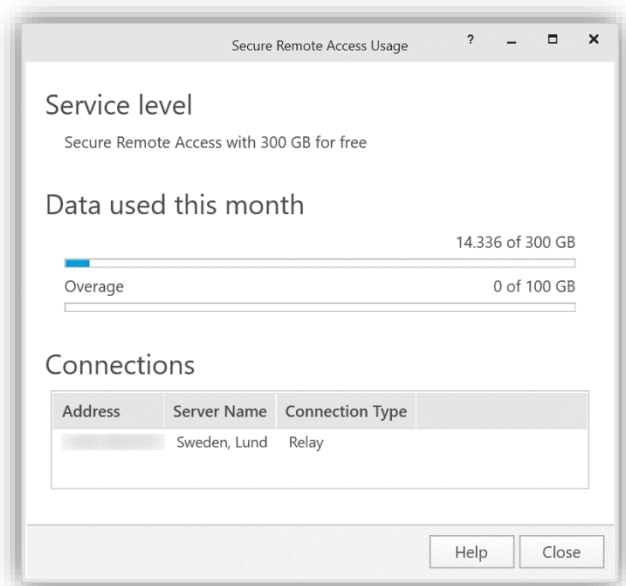 Secure Remote Access Usage ?
Service level
Secure Remote Access with 300 GB for free
Data used this month
14.336 of 300 GB
Overage 0 of 100 GB
Connections
Address Server Name Connection Type
Sweden, Lund Relay
Help Close